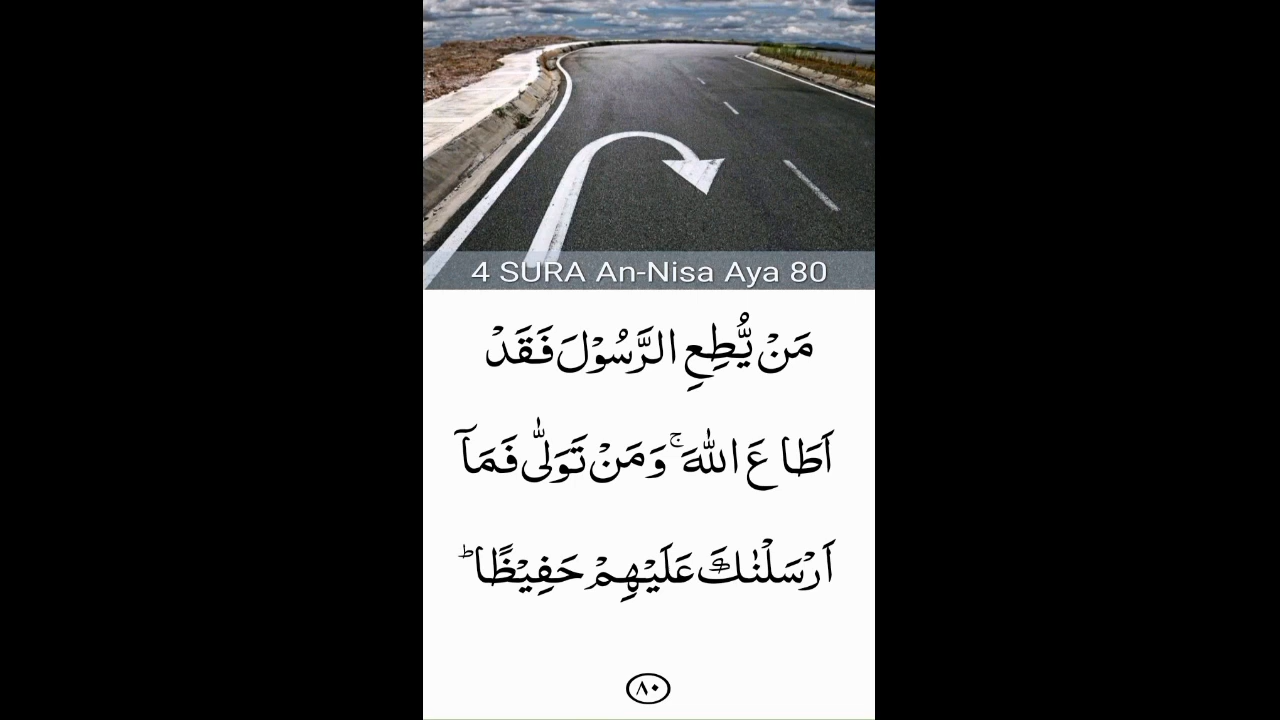 4 SURA An-Nisa Aya 80
مَنْ يُّطِعِ الرَّسُوْلَ فَقَدْ
اَطَاعَ اللّٰهَ ۚ وَمَنْ تَوَلّٰى فَمَاۤ
اَرْسَلْنٰكَ عَلَيْهِمْ حَفِيْظًا ؕ
٨٠